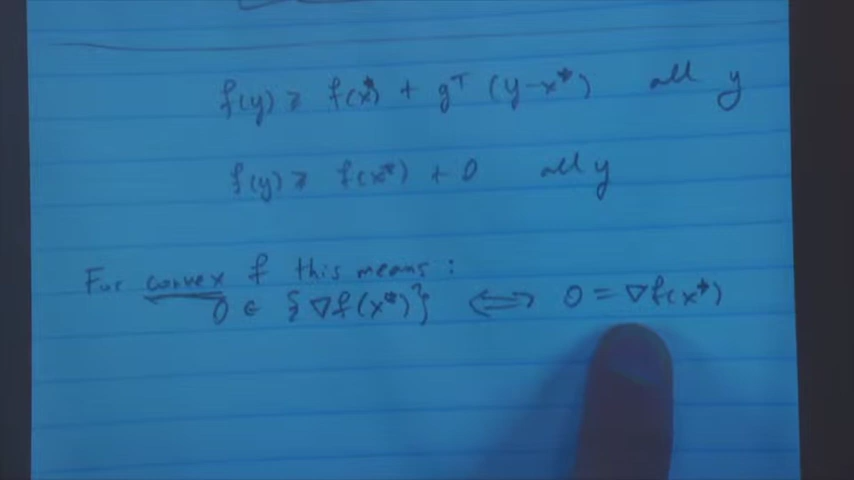 f(y) ≥ f(x*) + gᵀ (y-x*) all y
f(y) ≥ f(x*) + 0 all y
For convex f this means:
0 ∈ {∇f(x*)} ⟺ 0 = ∇f(x*)